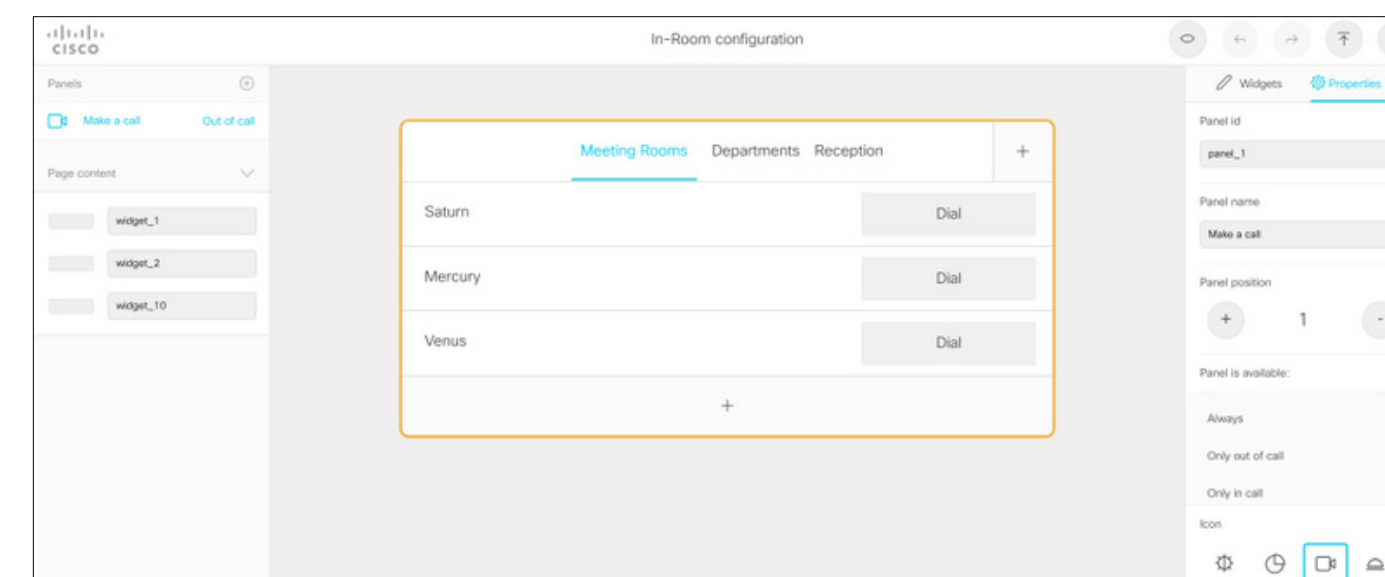 CISCO
In-Room configuration
Panels
Make a call Out of call
Page content
widget_1
widget_2
widget_10
Meeting Rooms Departments Reception +
Saturn Dial
Mercury Dial
Venus Dial
+
Widgets Properties
Panel id
panel_1
Panel name
Make a call
Panel position
+ 1 -
Panel is available:
Always
Only out of call
Only in call
Icon